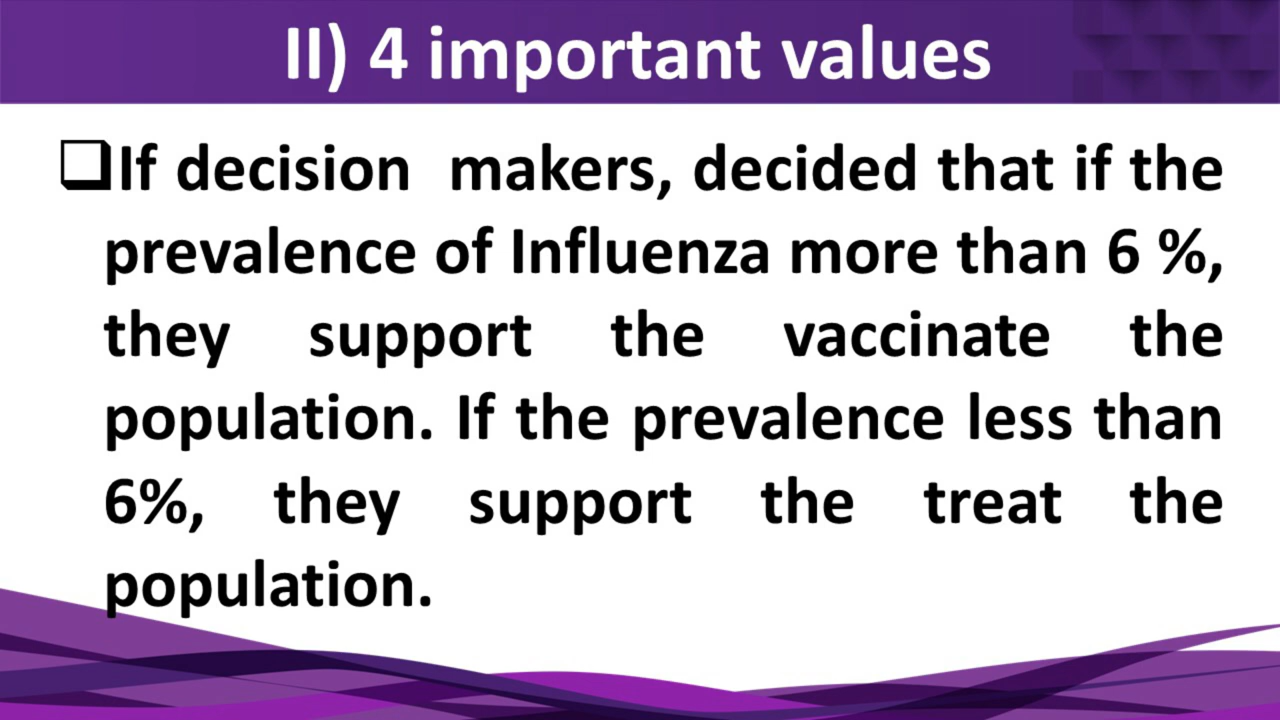 II) 4 important values
❑If decision makers, decided that if the
prevalence of Influenza more than 6 %,
they support the vaccinate the
population. If the prevalence less than
6%, they support the treat the
population.